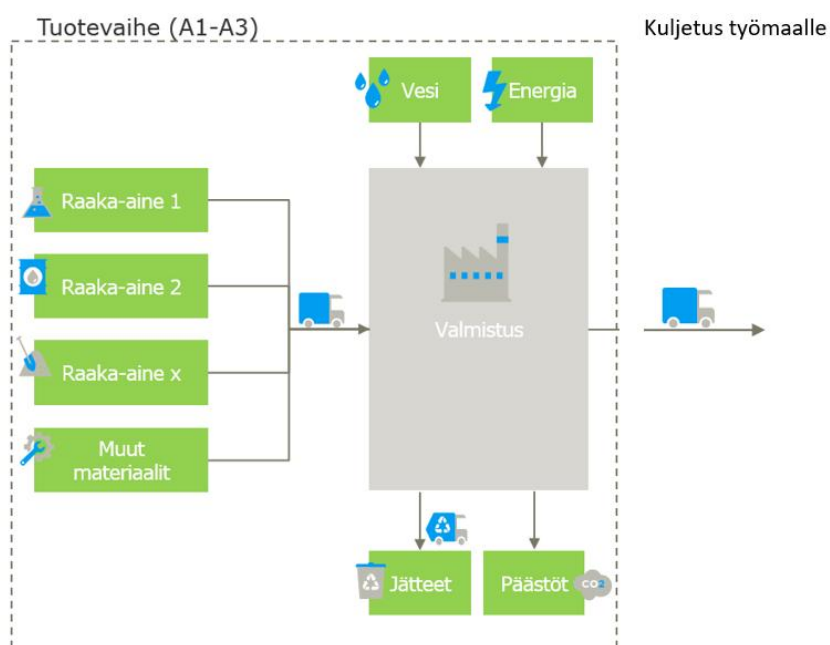 Tuotevaihe (A1-A3)
Kuljetus työmaalle
Vesi
Energia
Raaka-aine 1
Raaka-aine 2
Raaka-aine x
Muut
materiaalit
Valmistus
Jätteet
Päästöt
CO2